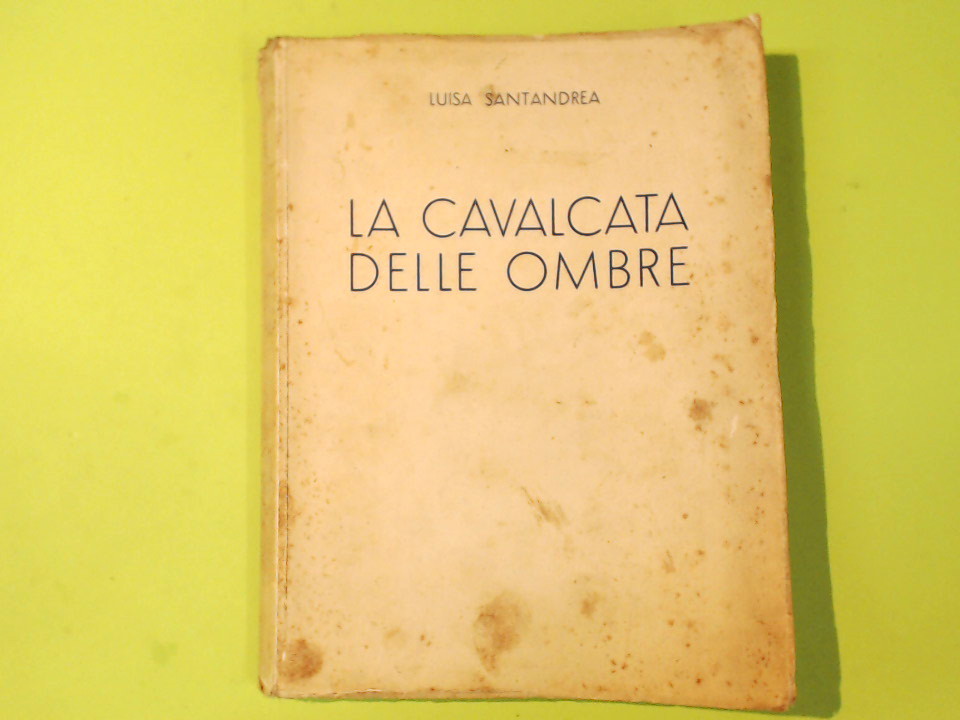 LUISA SANTANDREA
LA CAVALCATA
DELLE OMBRE